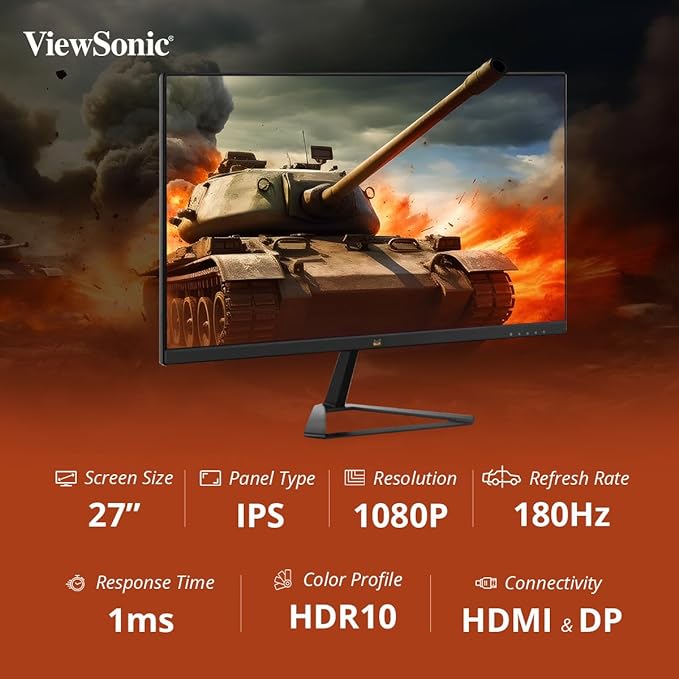 ViewSonic®
Screen Size
27”
Panel Type
IPS
Resolution
1080P
Refresh Rate
180Hz
Response Time
1ms
Color Profile
HDR10
Connectivity
HDMI & DP